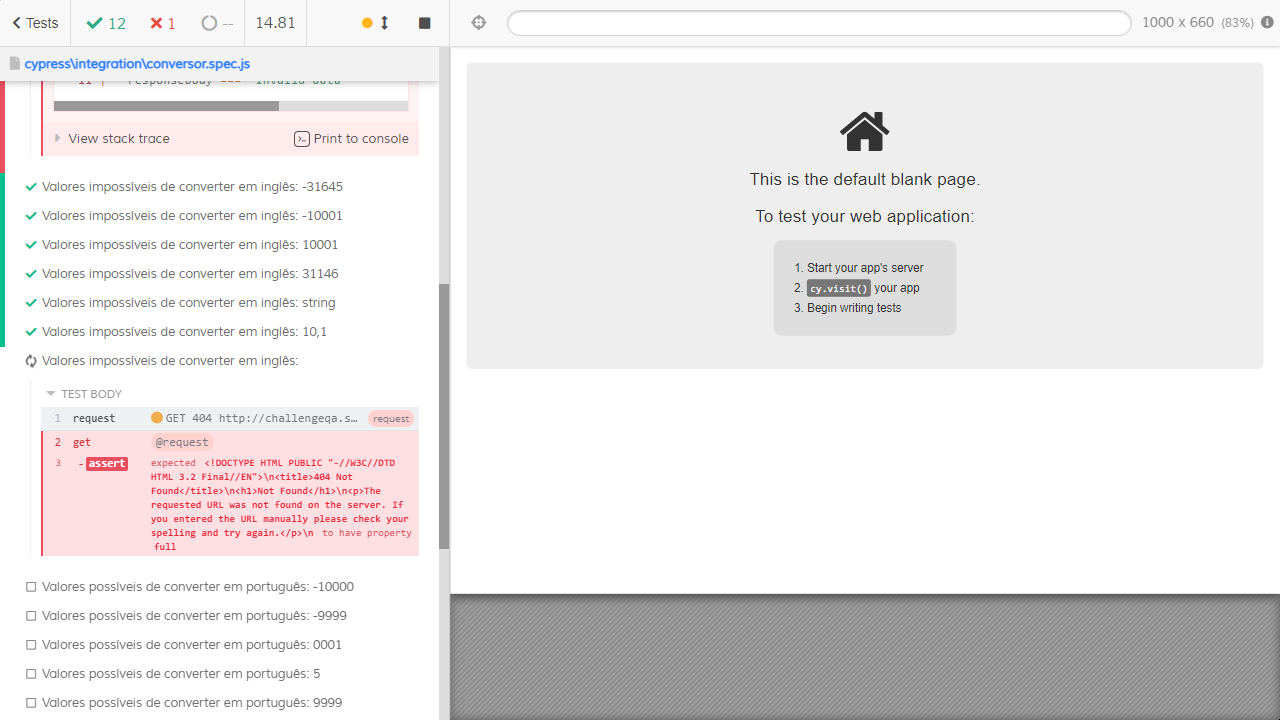 Tests
12
1
--
14.81
1000 x 660 (83%)
cypress\integration\conversor.spec.js
View stack trace
Print to console
Valores impossíveis de converter em inglês: -31645
Valores impossíveis de converter em inglês: -10001
Valores impossíveis de converter em inglês: 10001
Valores impossíveis de converter em inglês: 31146
Valores impossíveis de converter em inglês: string
Valores impossíveis de converter em inglês: 10,1
Valores impossíveis de converter em inglês:
TEST BODY
1 request GET 404 http://challengeqa.s… request
2 get @request
3 - assert expected <!DOCTYPE HTML PUBLIC "-//W3C//DTD
HTML 3.2 Final//EN">\n<title>404 Not
Found</title>\n<h1>Not Found</h1>\n<p>The
requested URL was not found on the server. If
you entered the URL manually please check your
spelling and try again.</p>\n to have property
full
Valores possíveis de converter em português: -10000
Valores possíveis de converter em português: -9999
Valores possíveis de converter em português: 0001
Valores possíveis de converter em português: 5
Valores possíveis de converter em português: 9999
This is the default blank page.
To test your web application:
1. Start your app's server
2. cy.visit() your app
3. Begin writing tests